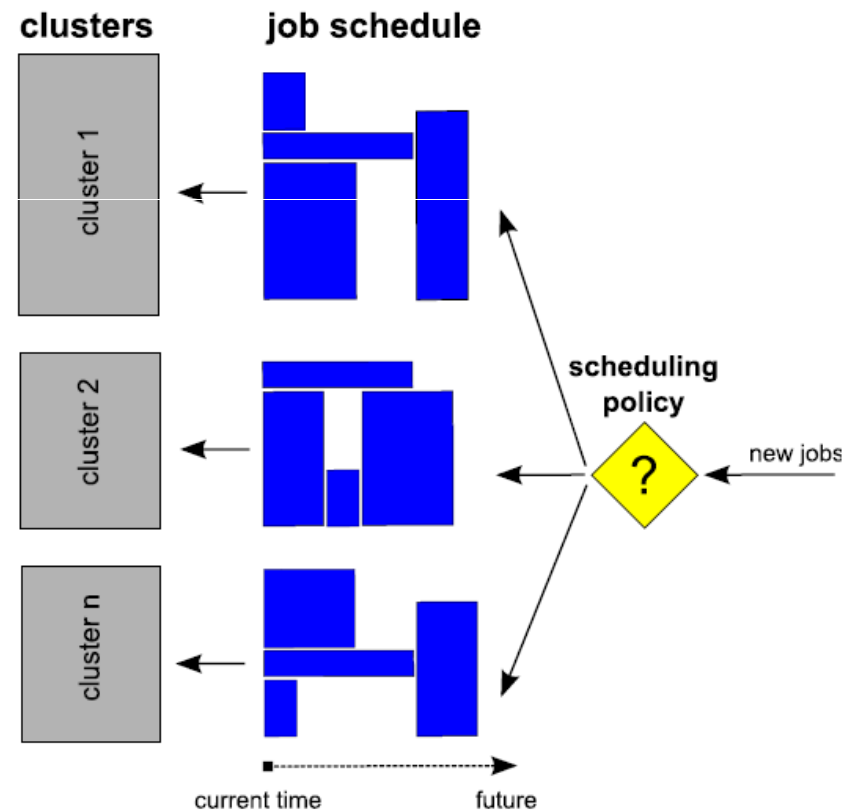 clusters
job schedule
cluster 1
cluster 2
cluster n
scheduling
policy
?
new jobs
current time
future